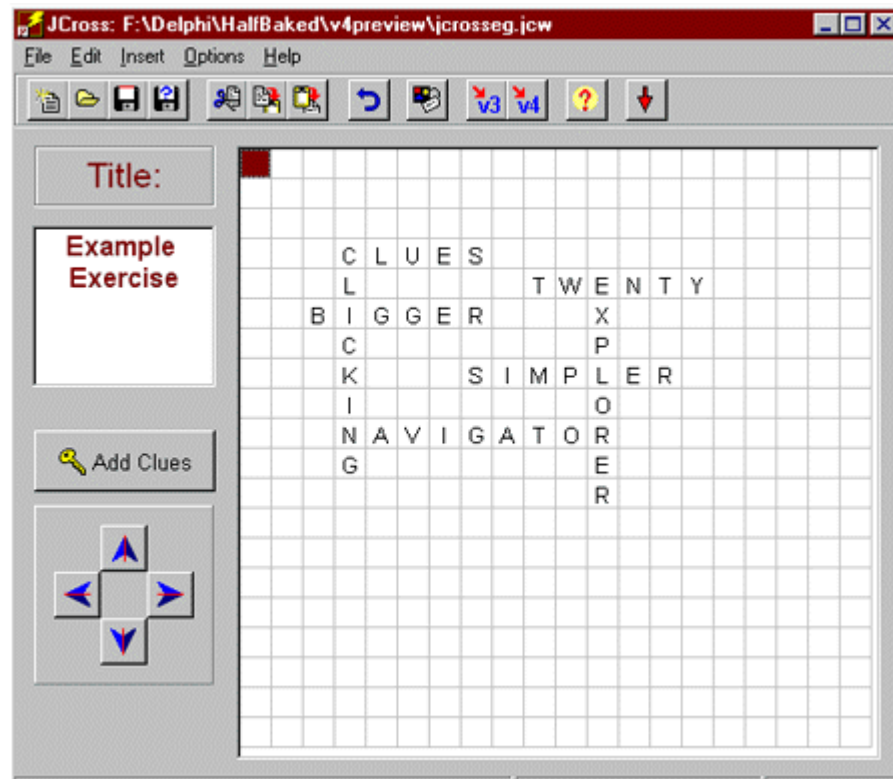 JCross: F:\Delphi\HalfBaked\v4preview\jcrosseg.jcw
File Edit Insert Options Help
v3 v4 ?
Title:
Example
Exercise
Add Clues
C L U E S
L T W E N T Y
B I G G E R X
C P
K S I M P L E R
I O
N A V I G A T O R
G E
R